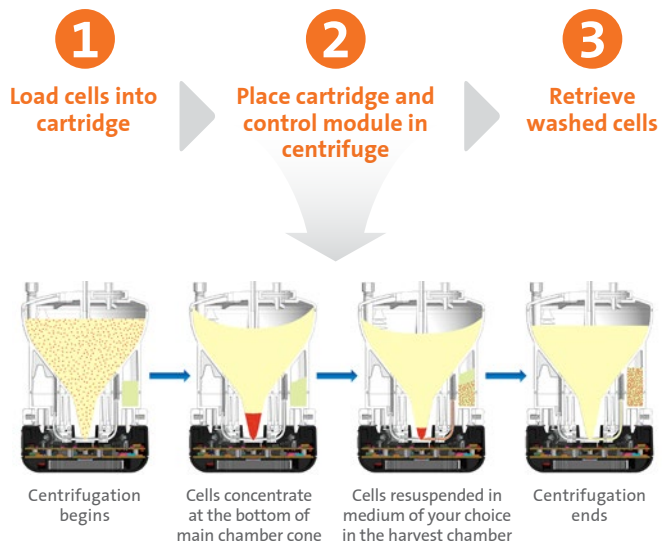 1
Load cells into
cartridge
2
Place cartridge and
control module in
centrifuge
3
Retrieve
washed cells
Centrifugation
begins
Cells concentrate
at the bottom of
main chamber cone
Cells resuspended in
medium of your choice
in the harvest chamber
Centrifugation
ends